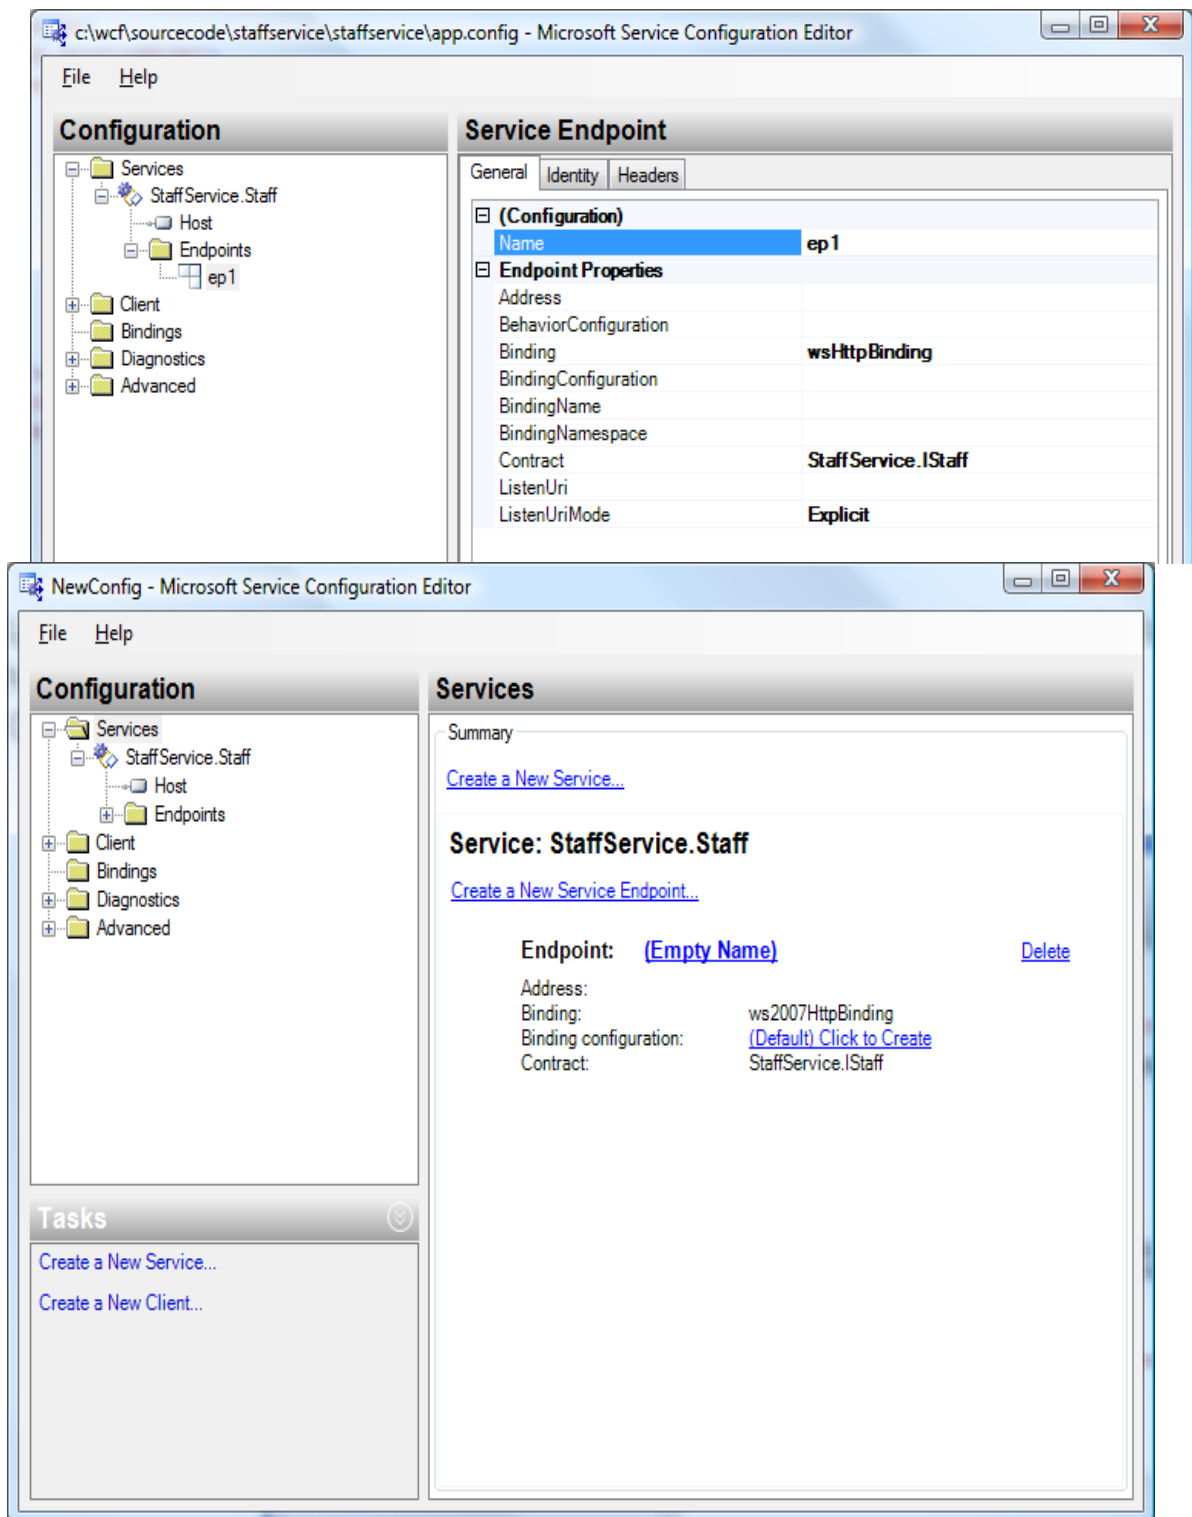 c:\wcf\sourcecode\staffservice\staffservice\app.config - Microsoft Service Configuration Editor
File Help
Configuration
Services
StaffService.Staff
Host
Endpoints
ep1
Client
Bindings
Diagnostics
Advanced
Service Endpoint
General Identity Headers
(Configuration)
Name ep1
Endpoint Properties
Address
BehaviorConfiguration
Binding wsHttpBinding
BindingConfiguration
BindingName
BindingNamespace
Contract StaffService.IStaff
ListenUri
ListenUriMode Explicit
NewConfig - Microsoft Service Configuration Editor
File Help
Configuration
Services
StaffService.Staff
Host
Endpoints
Client
Bindings
Diagnostics
Advanced
Tasks
Create a New Service...
Create a New Client...
Services
Summary
Create a New Service...
Service: StaffService.Staff
Create a New Service Endpoint...
Endpoint: (Empty Name) Delete
Address:
Binding: ws2007HttpBinding
Binding configuration: (Default) Click to Create
Contract: StaffService.IStaff